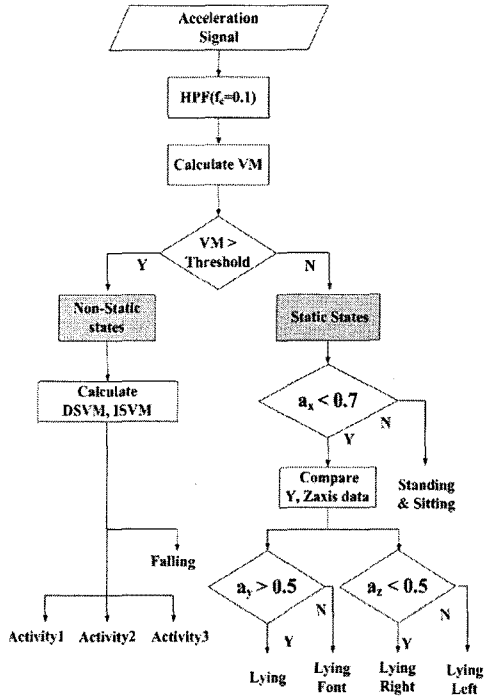 Acceleration
Signal
HPF(fc=0.1)
Calculate VM
VM >
Threshold
Y
N
Non-Static
states
Static States
Calculate
DSVM, ISVM
ax < 0.7
N
Y
Compare
Y, Zaxis data
Standing
& Sitting
Falling
ay > 0.5
az < 0.5
N
N
Y
Y
Activity1
Activity2
Activity3
Lying
Lying
Font
Lying
Right
Lying
Left